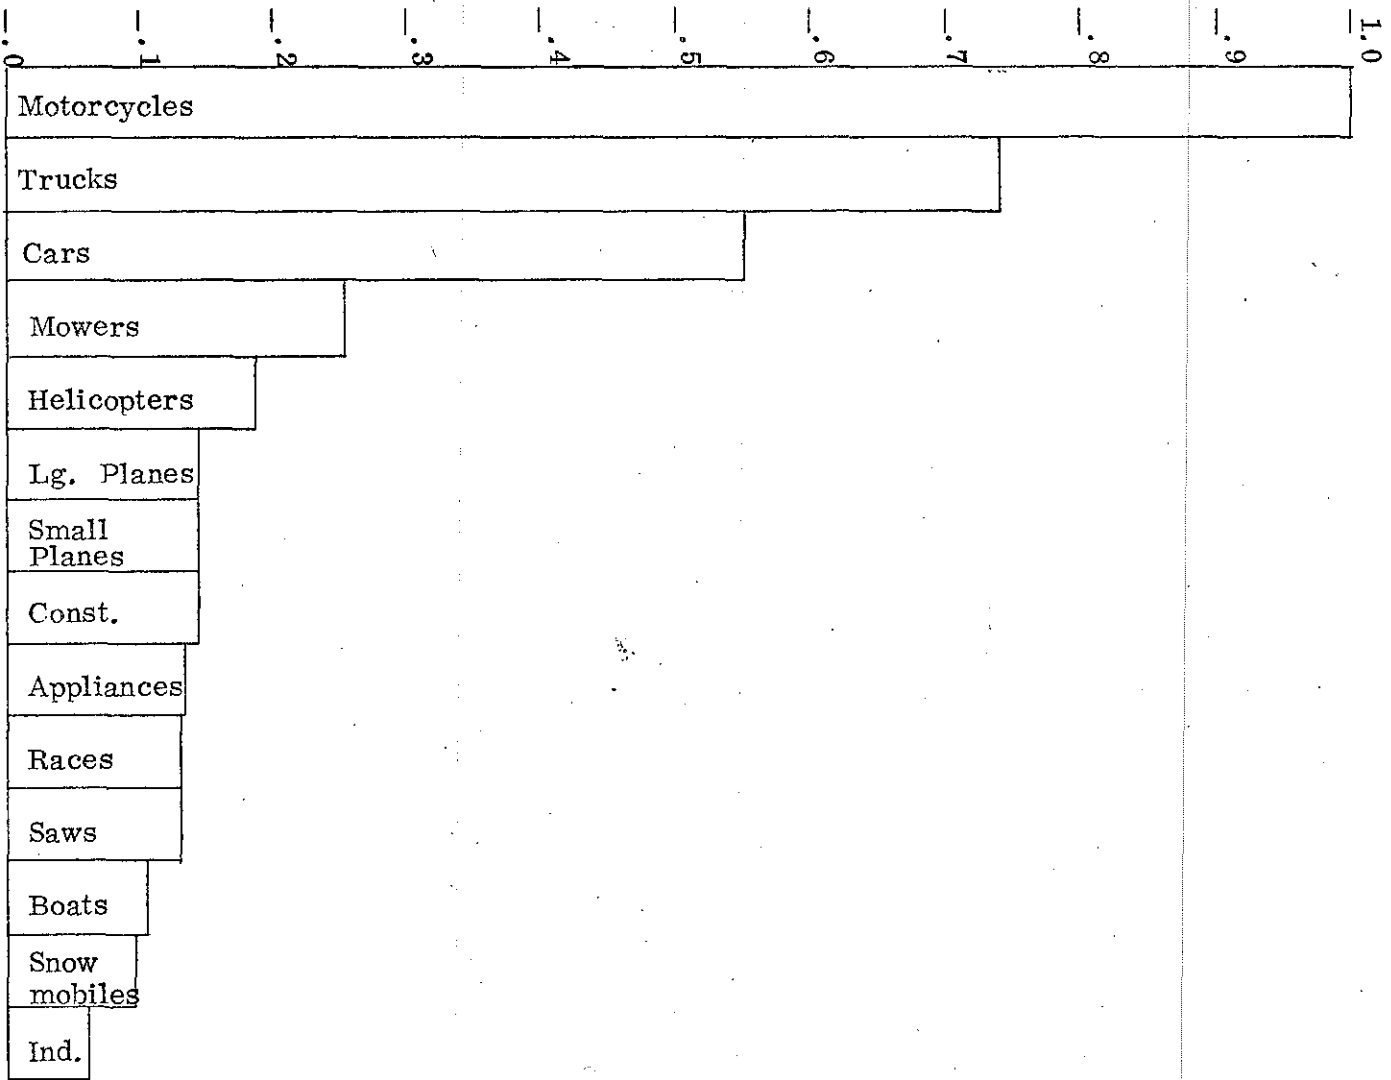 .0
.1
.2
.3
.4
.5
.6
.7
.8
.9
1.0
Motorcycles
Trucks
Cars
Mowers
Helicopters
Lg. Planes
Small
Planes
Const.
Appliances
Races
Saws
Boats
Snow
mobiles
Ind.